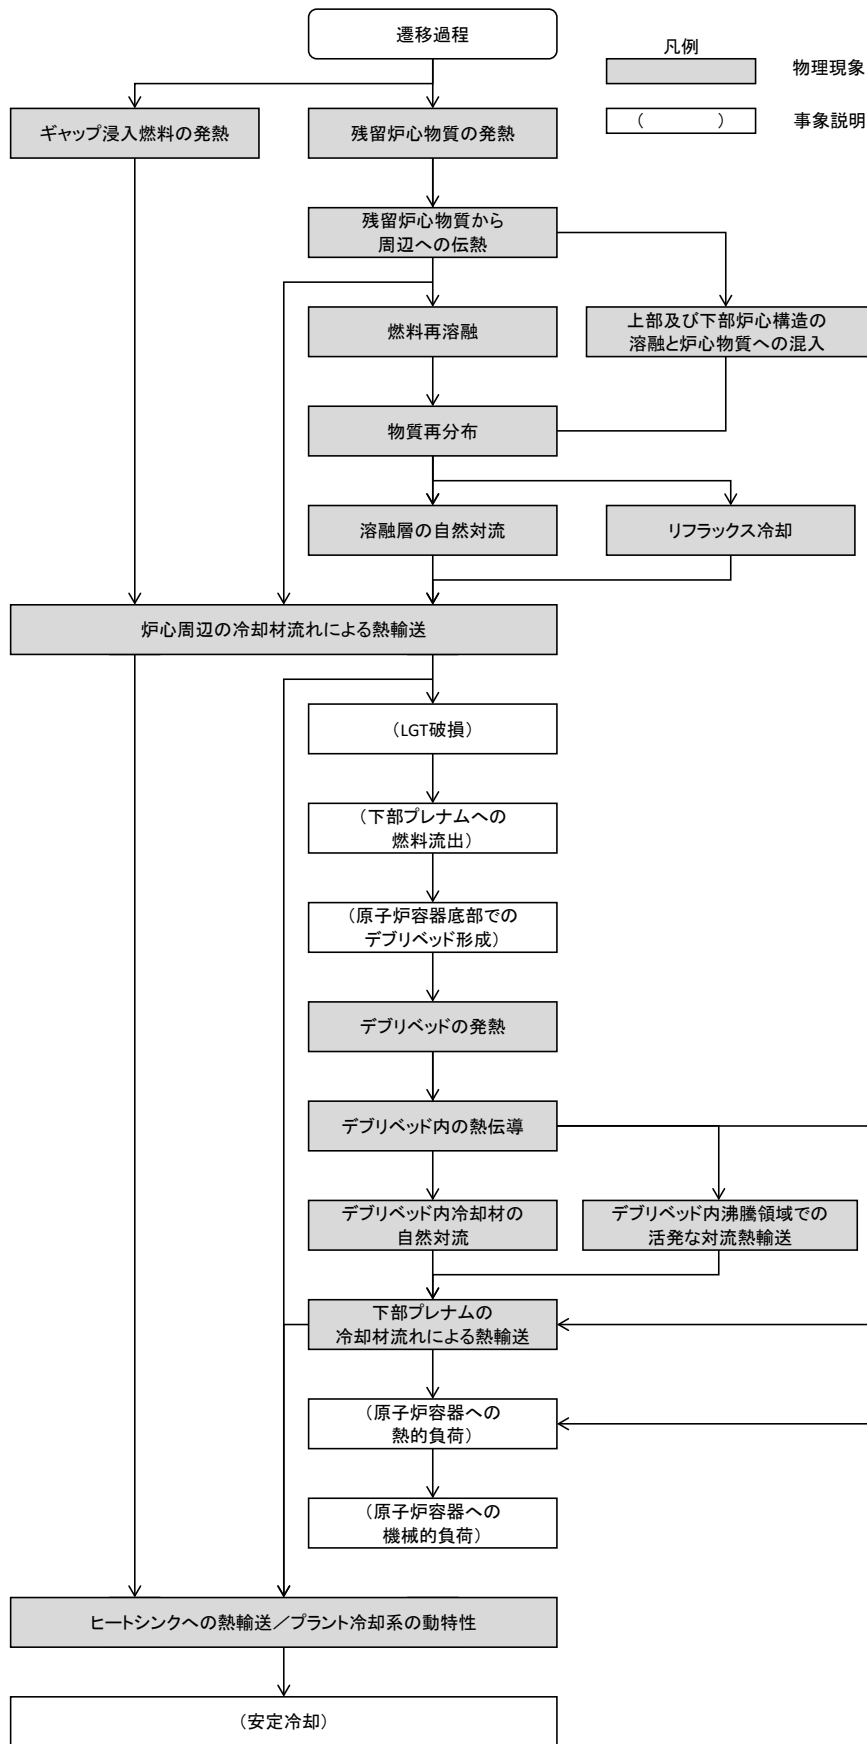 遷移過程
凡例
物理現象
（　　　　　）
事象説明
ギャップ浸入燃料の発熱
残留炉心物質の発熱
残留炉心物質から
周辺への伝熱
燃料再溶融
上部及び下部炉心構造の
溶融と炉心物質への混入
物質再分布
溶融層の自然対流
リフラックス冷却
炉心周辺の冷却材流れによる熱輸送
（LGT破損）
（下部プレナムへの
燃料流出）
（原子炉容器底部での
デブリベッド形成）
デブリベッドの発熱
デブリベッド内の熱伝導
デブリベッド内冷却材の
自然対流
デブリベッド内沸騰領域での
活発な対流熱輸送
下部プレナムの
冷却材流れによる熱輸送
（原子炉容器への
熱的負荷）
（原子炉容器への
機械的負荷）
ヒートシンクへの熱輸送／プラント冷却系の動特性
（安定冷却）